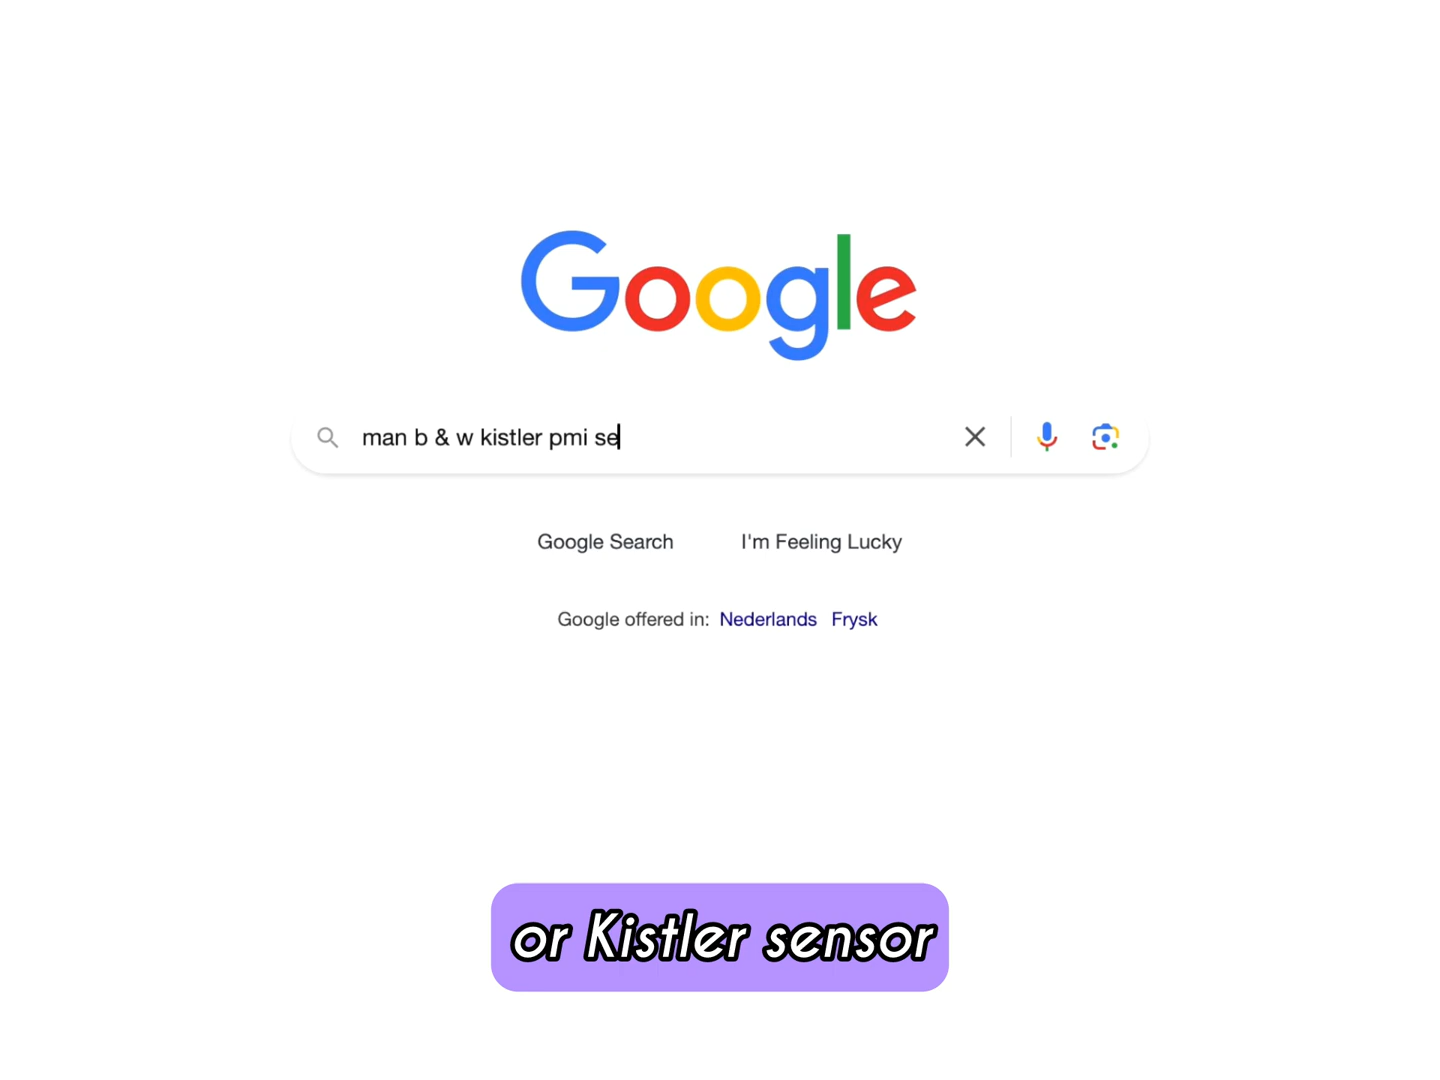 Google
man b & w kistler pmi se
Google Search
I'm Feeling Lucky
Google offered in: Nederlands Frysk
or Kistler sensor